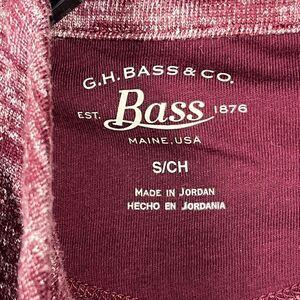 G.H. BASS & CO.
EST. Bass 1876
MAINE, USA
S/CH
MADE IN JORDAN
HECHO EN JORDANIA